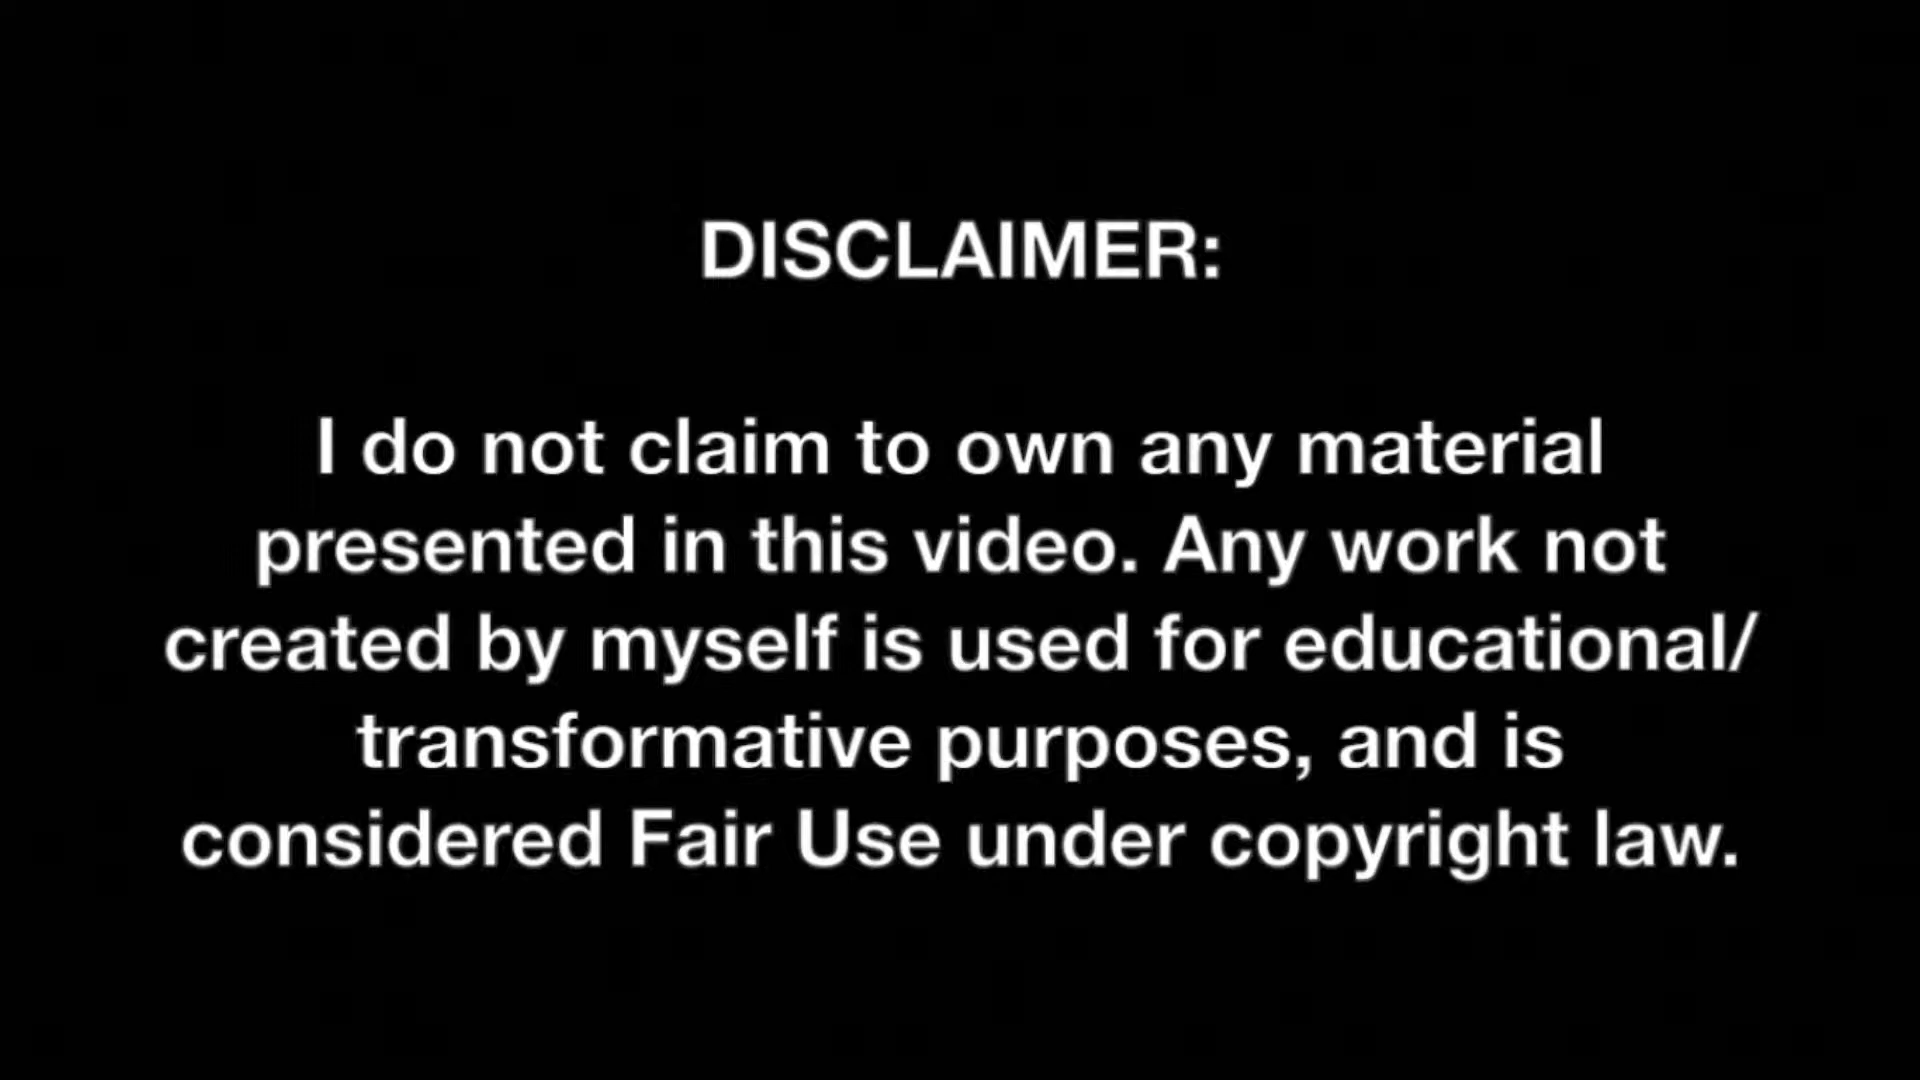 DISCLAIMER:
I do not claim to own any material
presented in this video. Any work not
created by myself is used for educational/
transformative purposes, and is
considered Fair Use under copyright law.